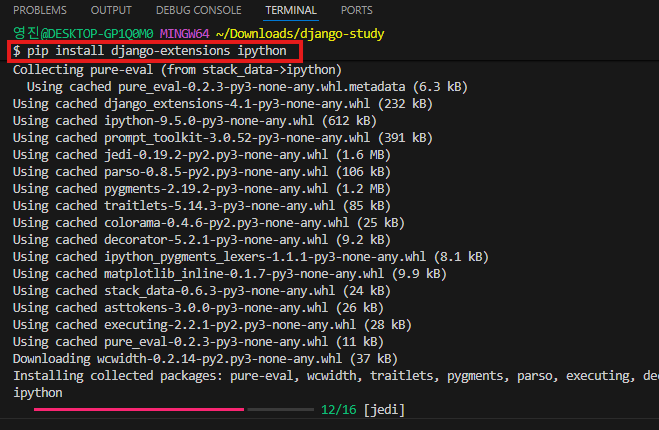 PROBLEMS OUTPUT DEBUG CONSOLE TERMINAL PORTS
영진@DESKTOP-GP1Q0M0 MINGW64 ~/Downloads/django-study
$ pip install django-extensions ipython
Collecting pure-eval (from stack_data->ipython)
Using cached pure_eval-0.2.3-py3-none-any.whl.metadata (6.3 kB)
Using cached django_extensions-4.1-py3-none-any.whl (232 kB)
Using cached ipython-9.5.0-py3-none-any.whl (612 kB)
Using cached prompt_toolkit-3.0.52-py3-none-any.whl (391 kB)
Using cached jedi-0.19.2-py2.py3-none-any.whl (1.6 MB)
Using cached parso-0.8.5-py2.py3-none-any.whl (106 kB)
Using cached pygments-2.19.2-py3-none-any.whl (1.2 MB)
Using cached traitlets-5.14.3-py3-none-any.whl (85 kB)
Using cached colorama-0.4.6-py2.py3-none-any.whl (25 kB)
Using cached decorator-5.2.1-py3-none-any.whl (9.2 kB)
Using cached ipython_pygments_lexers-1.1.1-py3-none-any.whl (8.1 kB)
Using cached matplotlib_inline-0.1.7-py3-none-any.whl (9.9 kB)
Using cached stack_data-0.6.3-py3-none-any.whl (24 kB)
Using cached asttokens-3.0.0-py3-none-any.whl (26 kB)
Using cached executing-2.2.1-py2.py3-none-any.whl (28 kB)
Using cached pure_eval-0.2.3-py3-none-any.whl (11 kB)
Downloading wcwidth-0.2.14-py2.py3-none-any.whl (37 kB)
Installing collected packages: pure-eval, wcwidth, traitlets, pygments, parso, executing, dec
ipython
12/16 [jedi]